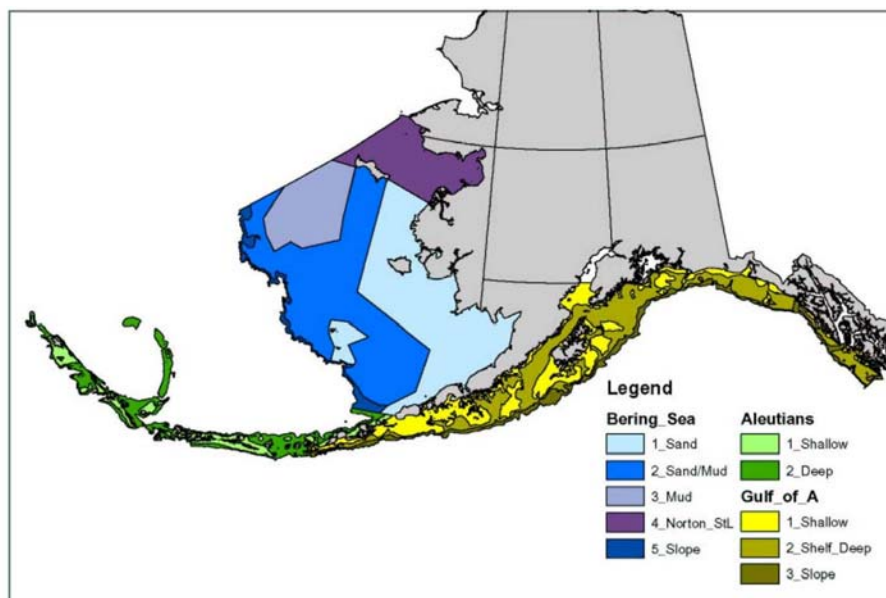 Legend
Bering_Sea
1_Sand
2_Sand/Mud
3_Mud
4_Norton_StL
5_Slope
Aleutians
1_Shallow
2_Deep
Gulf_of_A
1_Shallow
2_Shelf_Deep
3_Slope